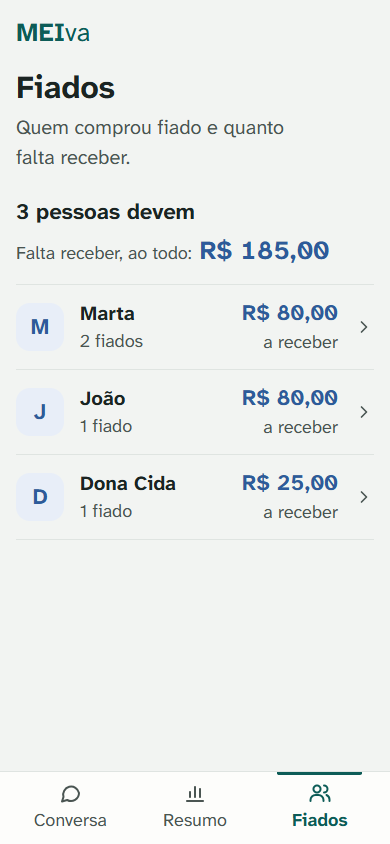 MEIva
Fiados
Quem comprou fiado e quanto
falta receber.
3 pessoas devem
Falta receber, ao todo: R$ 185,00
M
Marta
R$ 80,00
2 fiados
a receber
J
João
R$ 80,00
1 fiado
a receber
D
Dona Cida
R$ 25,00
1 fiado
a receber
Conversa
Resumo
Fiados